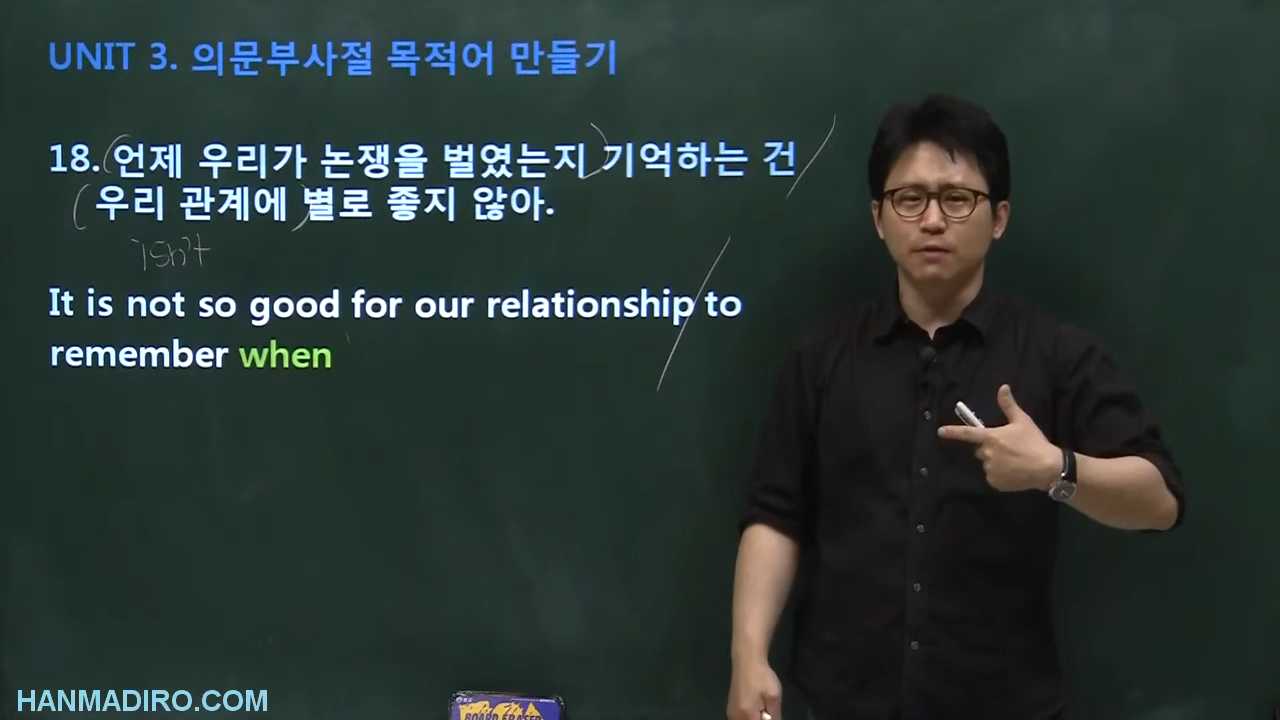 UNIT 3. 의문부사절 목적어 만들기
18. 언제 우리가 논쟁을 벌였는지 기억하는 건
우리 관계에 별로 좋지 않아.
isn't
It is not so good for our relationship to
remember when
HANMADIRO.COM
BOARD ERASER